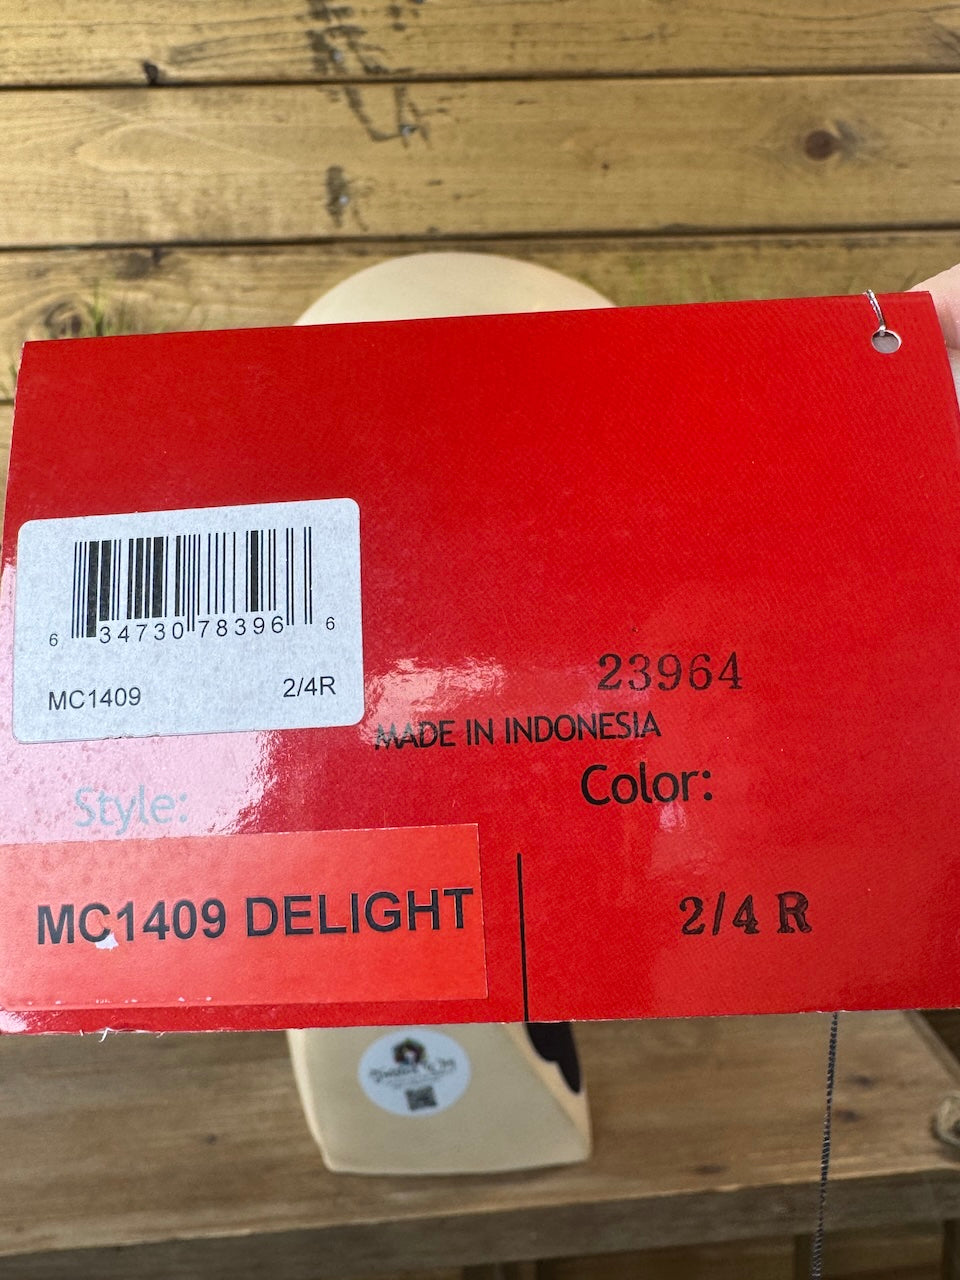 6 34730 78396 6
MC1409 2/4R
23964
MADE IN INDONESIA
Style:
Color:
MC1409 DELIGHT
2/4 R